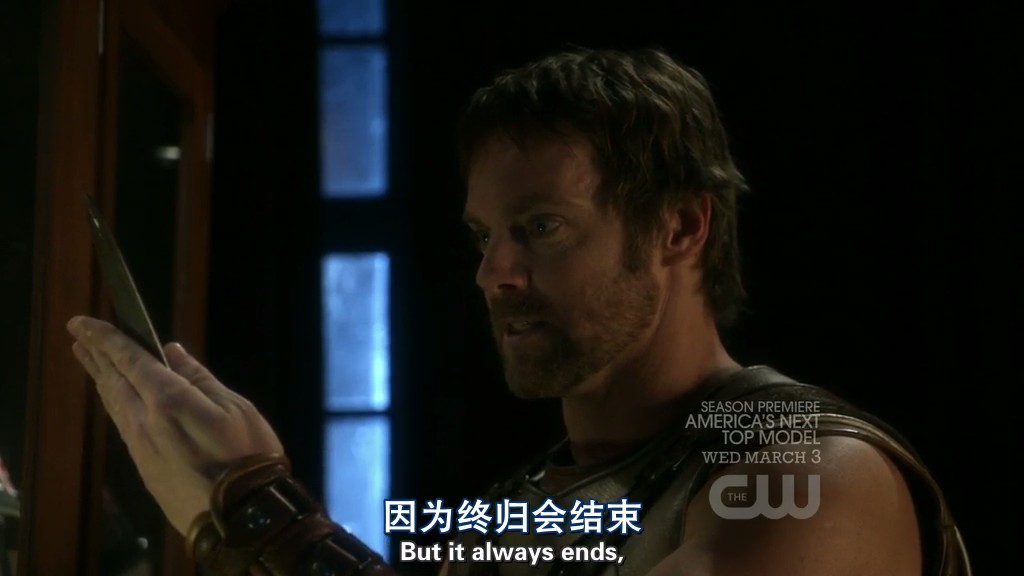 SEASON PREMIERE
AMERICA'S NEXT
TOP MODEL
WED MARCH 3
THE CW
因为终归会结束
But it always ends,